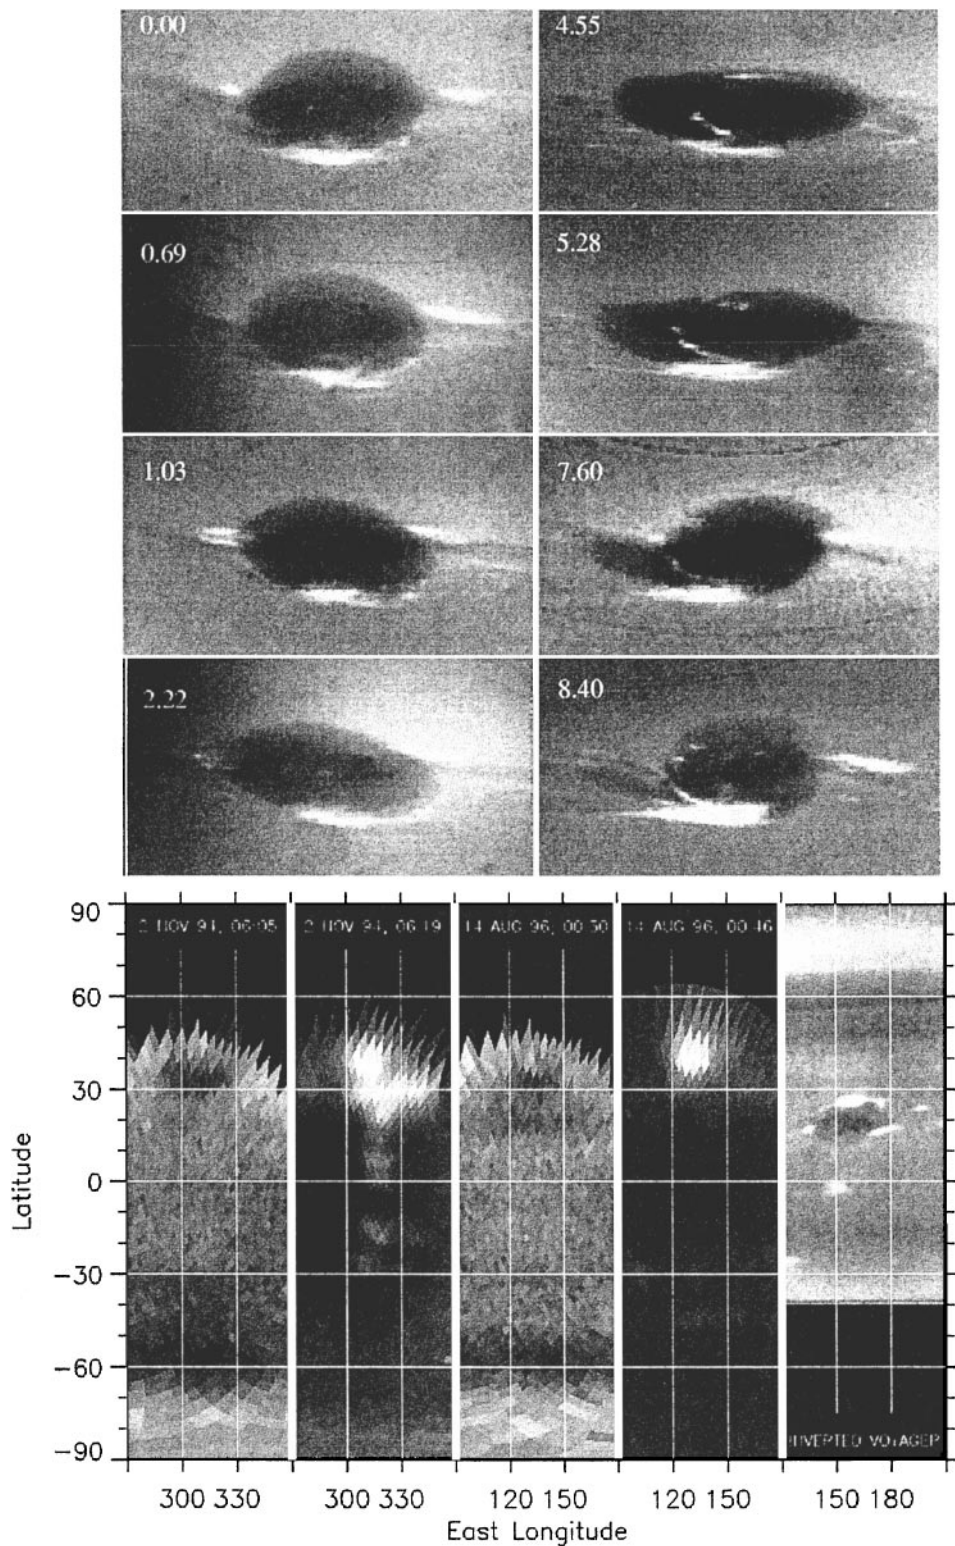 0.00
4.55
0.69
5.28
1.03
7.60
2.22
8.40
90
60
30
0
−30
−60
−90
Latitude
2 NOV 94, 06:05
2 NOV 94, 06:19
14 AUG 96, 00:30
14 AUG 96, 00:46
INVERTED VOYAGER
300 330
300 330
120 150
120 150
150 180
East Longitude